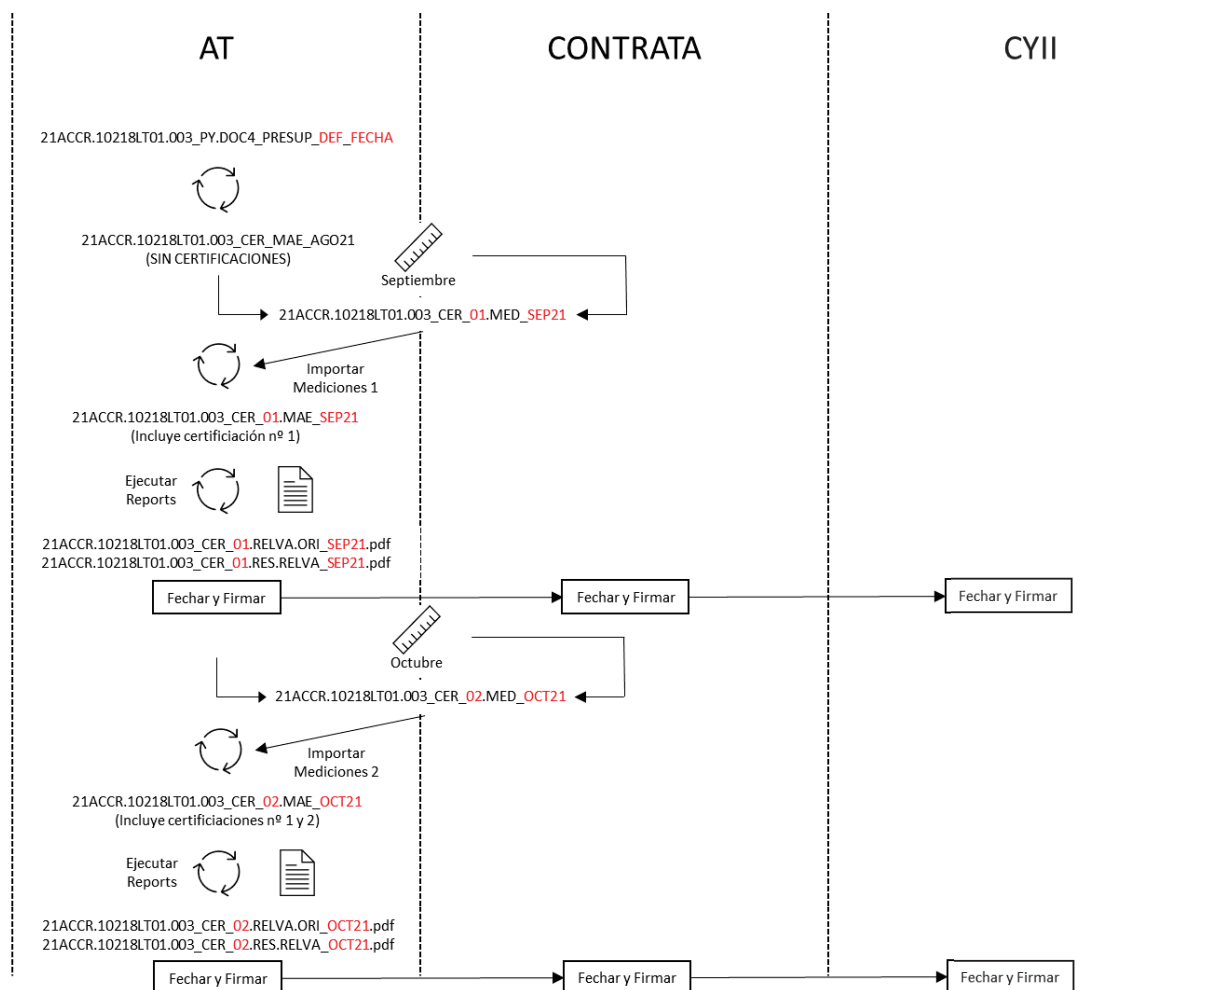 AT
CONTRATA
CYII
21ACCR.10218LT01.003_PY.DOC4_PRESUP_DEF_FECHA
21ACCR.10218LT01.003_CER_MAE_AGO21
(SIN CERTIFICACIONES)
Septiembre
21ACCR.10218LT01.003_CER_01.MED_SEP21
Importar
Mediciones 1
21ACCR.10218LT01.003_CER_01.MAE_SEP21
(Incluye certificiación nº 1)
Ejecutar
Reports
21ACCR.10218LT01.003_CER_01.RELVA.ORI_SEP21.pdf
21ACCR.10218LT01.003_CER_01.RES.RELVA_SEP21.pdf
Fechar y Firmar
Fechar y Firmar
Fechar y Firmar
Octubre
21ACCR.10218LT01.003_CER_02.MED_OCT21
Importar
Mediciones 2
21ACCR.10218LT01.003_CER_02.MAE_OCT21
(Incluye certificiaciones nº 1 y 2)
Ejecutar
Reports
21ACCR.10218LT01.003_CER_02.RELVA.ORI_OCT21.pdf
21ACCR.10218LT01.003_CER_02.RES.RELVA_OCT21.pdf
Fechar y Firmar
Fechar y Firmar
Fechar y Firmar